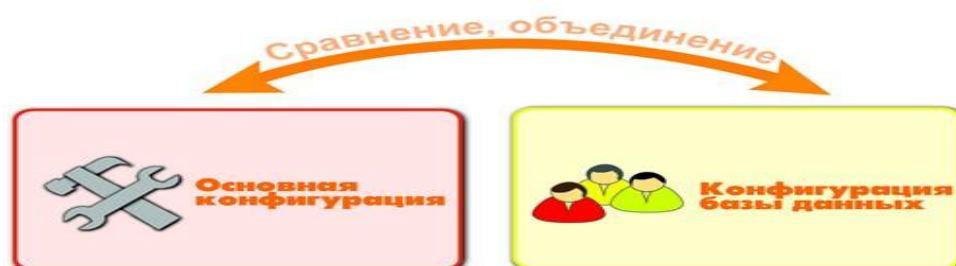 Сравнение, объединение
Основная
конфигурация
Конфигурация
базы данных